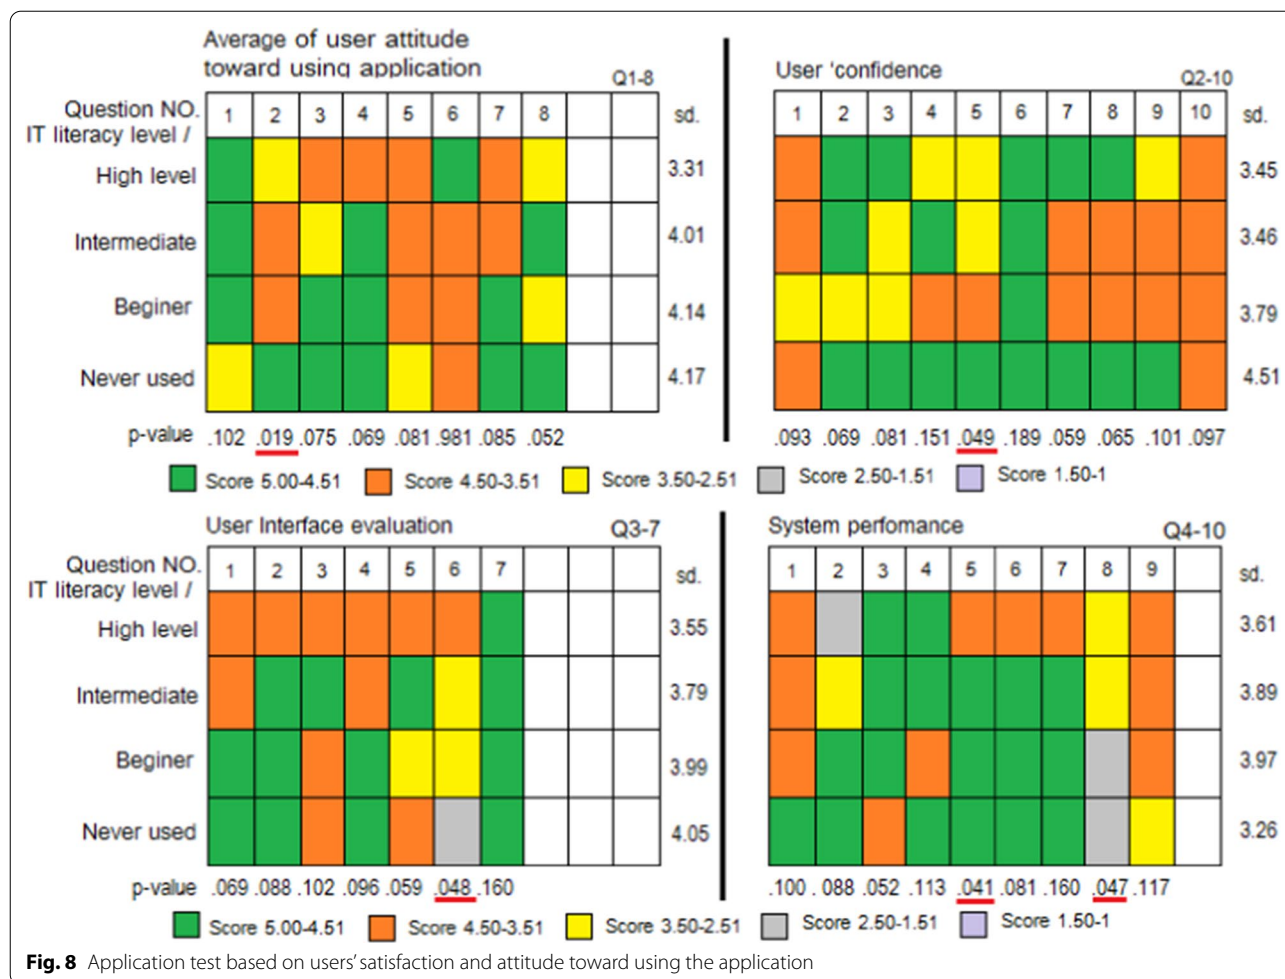 Average of user attitude
toward using application
Q1-8
Question NO.
IT literacy level /
1 2 3 4 5 6 7 8
sd.
High level
3.31
Intermediate
4.01
Beginer
4.14
Never used
4.17
p-value .102 .019 .075 .069 .081 .981 .085 .052
User 'confidence
Q2-10
1 2 3 4 5 6 7 8 9 10
sd.
3.45
3.46
3.79
4.51
.093 .069 .081 .151 .049 .189 .059 .065 .101 .097
Score 5.00-4.51 Score 4.50-3.51 Score 3.50-2.51 Score 2.50-1.51 Score 1.50-1
User Interface evaluation
Q3-7
Question NO.
IT literacy level /
1 2 3 4 5 6 7
sd.
High level
3.55
Intermediate
3.79
Beginer
3.99
Never used
4.05
p-value .069 .088 .102 .096 .059 .048 .160
System perfomance
Q4-10
1 2 3 4 5 6 7 8 9
sd.
3.61
3.89
3.97
3.26
.100 .088 .052 .113 .041 .081 .160 .047 .117
Score 5.00-4.51 Score 4.50-3.51 Score 3.50-2.51 Score 2.50-1.51 Score 1.50-1
Fig. 8 Application test based on users' satisfaction and attitude toward using the application